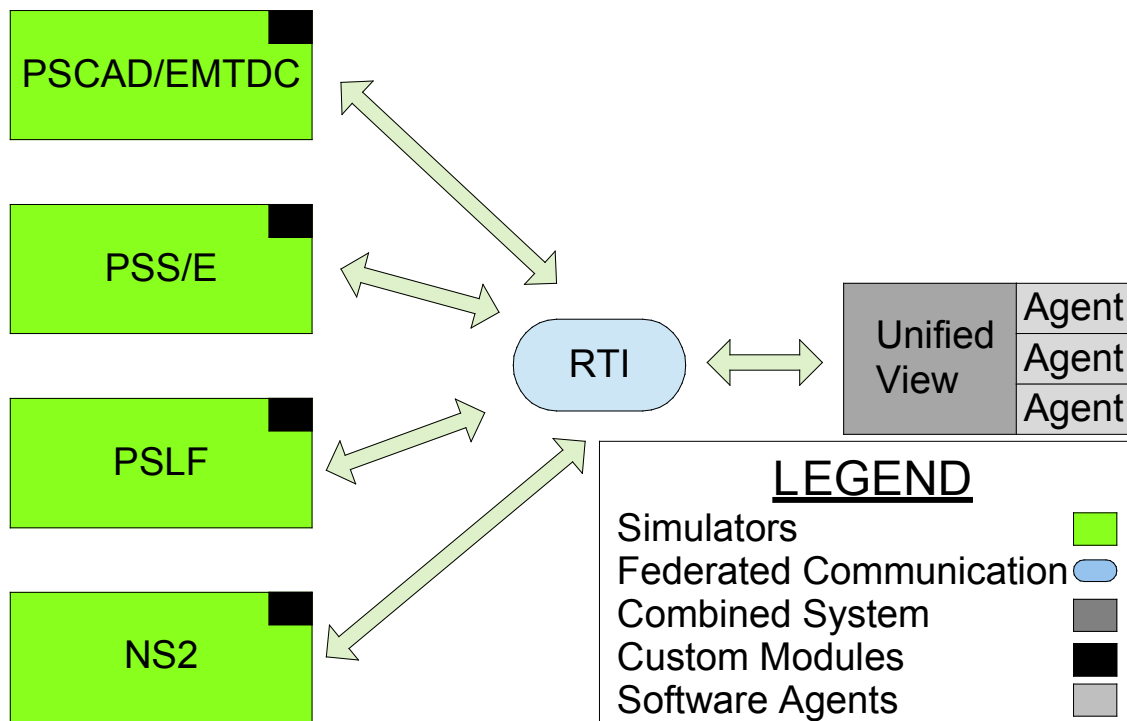 PSCAD/EMTDC
PSS/E
PSLF
NS2
RTI
Unified
View
Agent
Agent
Agent
LEGEND
Simulators
Federated Communication
Combined System
Custom Modules
Software Agents